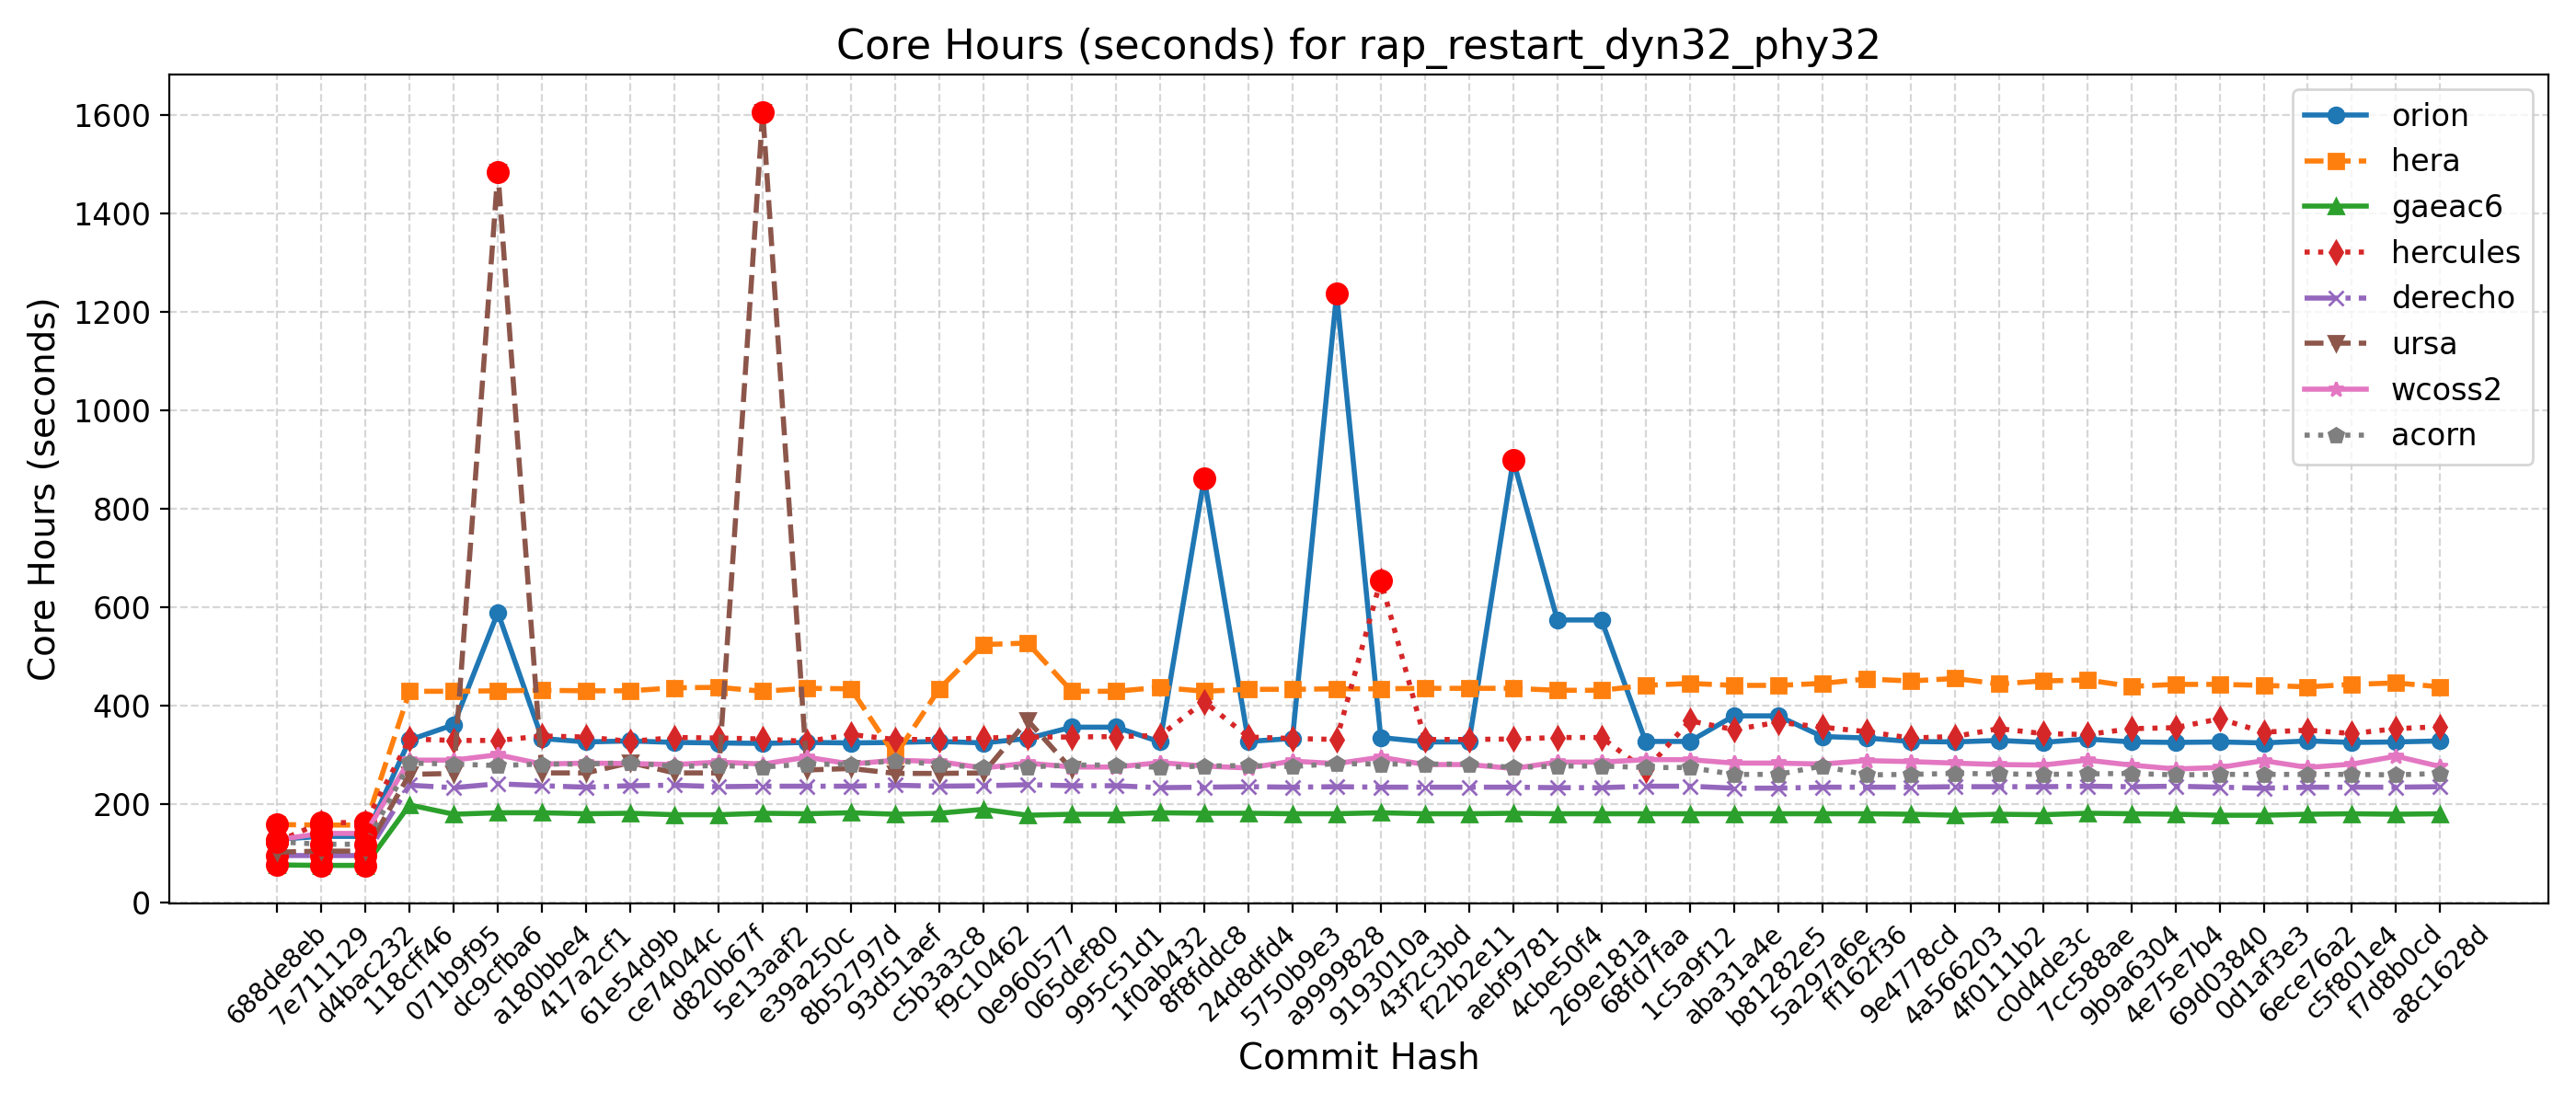 Core Hours (seconds) for rap_restart_dyn32_phy32
Core Hours (seconds)
1600
1400
1200
1000
800
600
400
200
0
orion
hera
gaeac6
hercules
derecho
ursa
wcoss2
acorn
688de8eb
7e711129
d4bac232
118cff46
071b9f95
dc9cfba6
a180bbe4
417a2cf1
61e54d9b
ce74044c
d820b67f
5e13aaf2
e39a250c
8b52797d
93d51aef
c5b3a3c8
f9c10462
0e960577
065def80
995c51d1
1f0ab432
8f8fddc8
24d8dfd4
5750b9e3
a9999828
9193010a
43f2c3bd
f22b2e11
aebf9781
4cbe50f4
269e181a
68fd7faa
1c5a9f12
aba31a4e
b81282e5
5a297a6e
ff162f36
9e4778cd
4a566203
4f0111b2
c0d4de3c
7cc588ae
9b9a6304
4e75e7b4
69d03840
0d1af3e3
6ece76a2
c5f801e4
f7d8b0cd
a8c1628d
Commit Hash